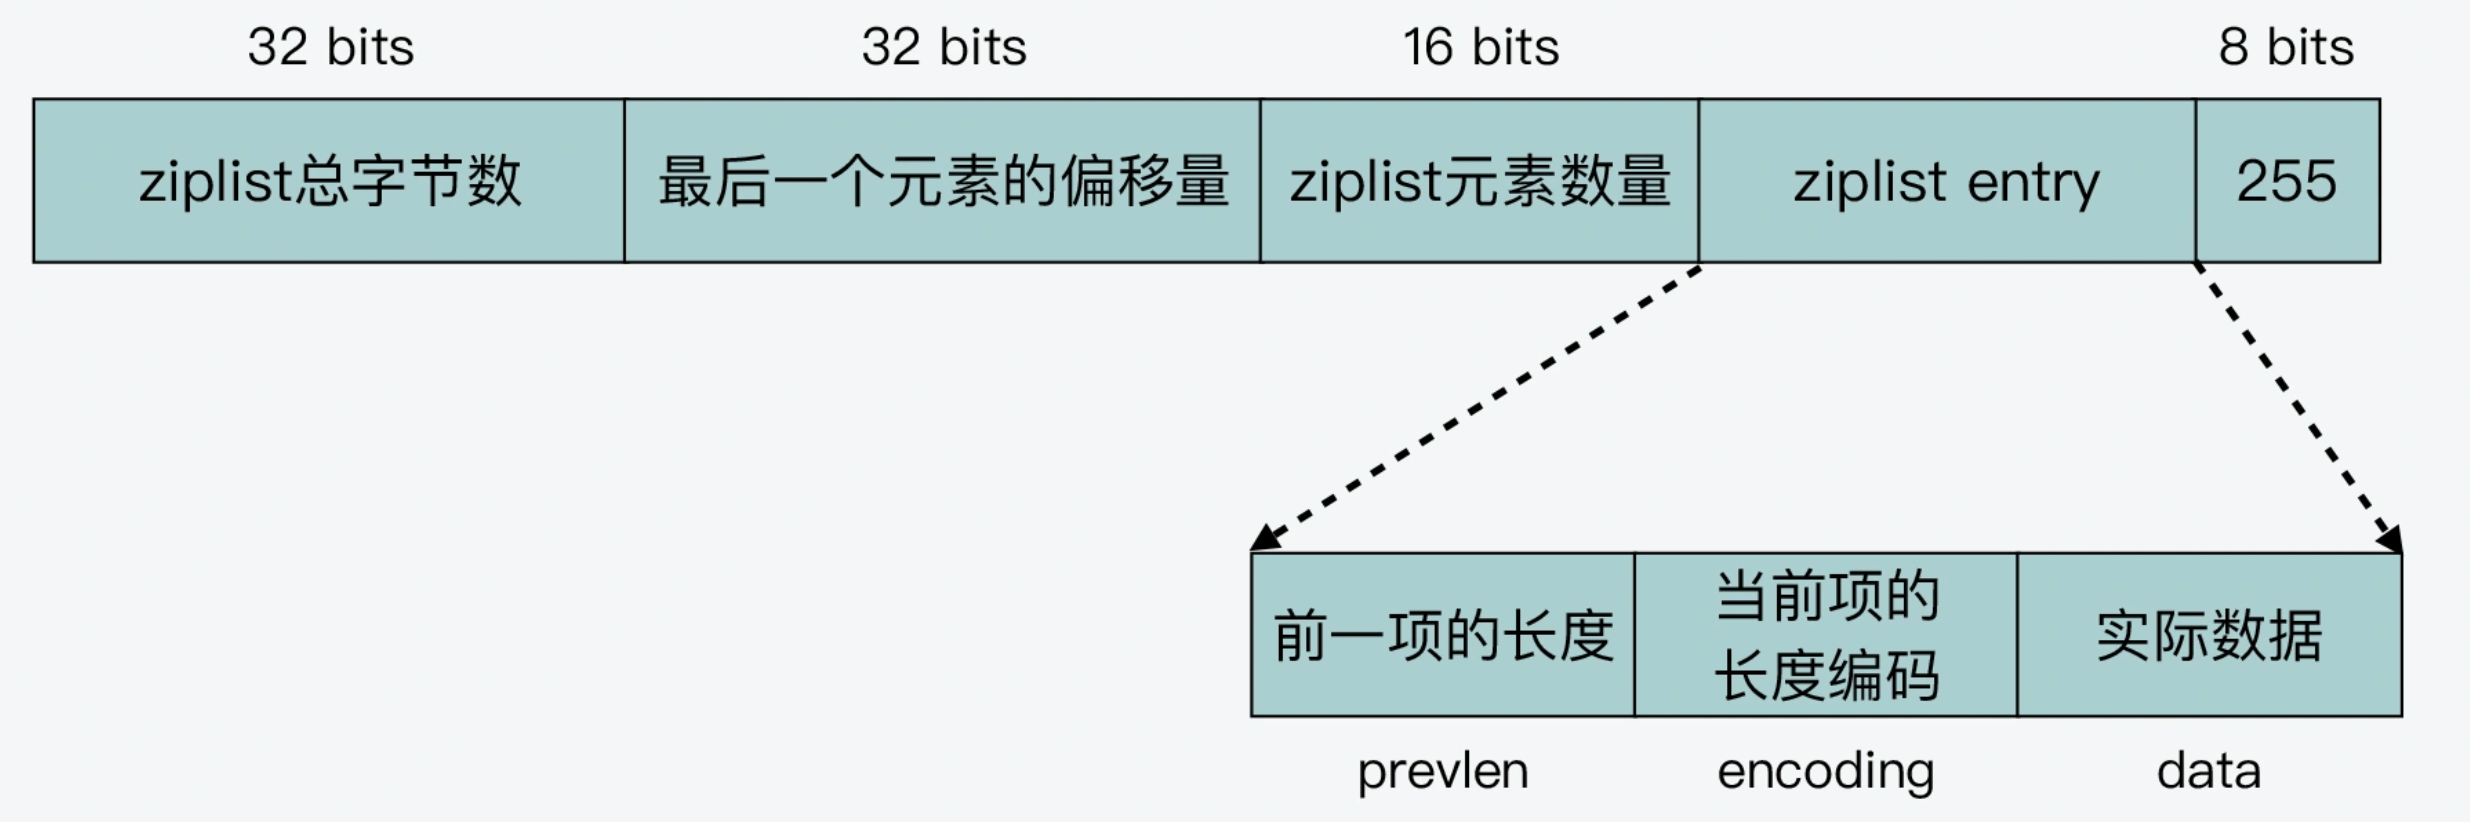 32 bits
32 bits
16 bits
8 bits
ziplist总字节数
最后一个元素的偏移量
ziplist元素数量
ziplist entry
255
前一项的长度
当前项的
长度编码
实际数据
prevlen
encoding
data